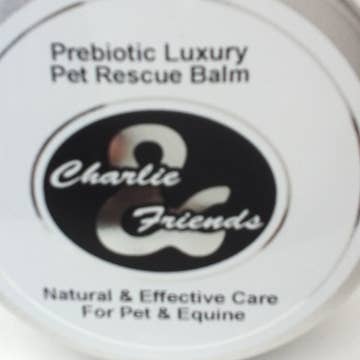 Prebiotic Luxury
Pet Rescue Balm
Charlie
&
Friends
Natural & Effective Care
For Pet & Equine